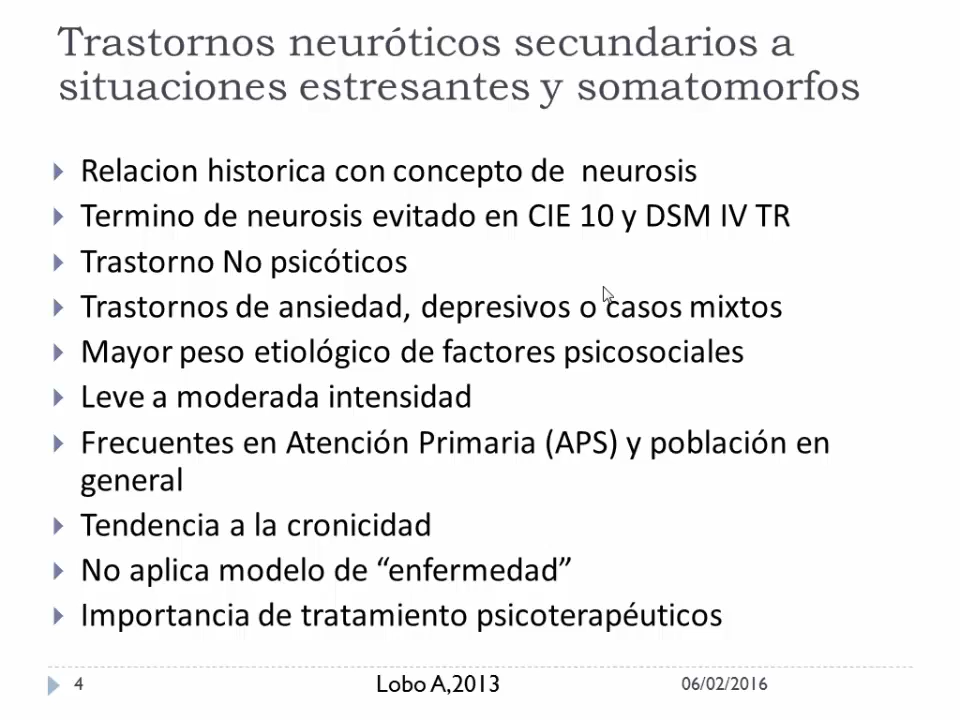 Trastornos neuróticos secundarios a
situaciones estresantes y somatomorfos
Relacion historica con concepto de neurosis
Termino de neurosis evitado en CIE 10 y DSM IV TR
Trastorno No psicóticos
Trastornos de ansiedad, depresivos o casos mixtos
Mayor peso etiológico de factores psicosociales
Leve a moderada intensidad
Frecuentes en Atención Primaria (APS) y población en
general
Tendencia a la cronicidad
No aplica modelo de “enfermedad”
Importancia de tratamiento psicoterapéuticos
4
Lobo A,2013
06/02/2016